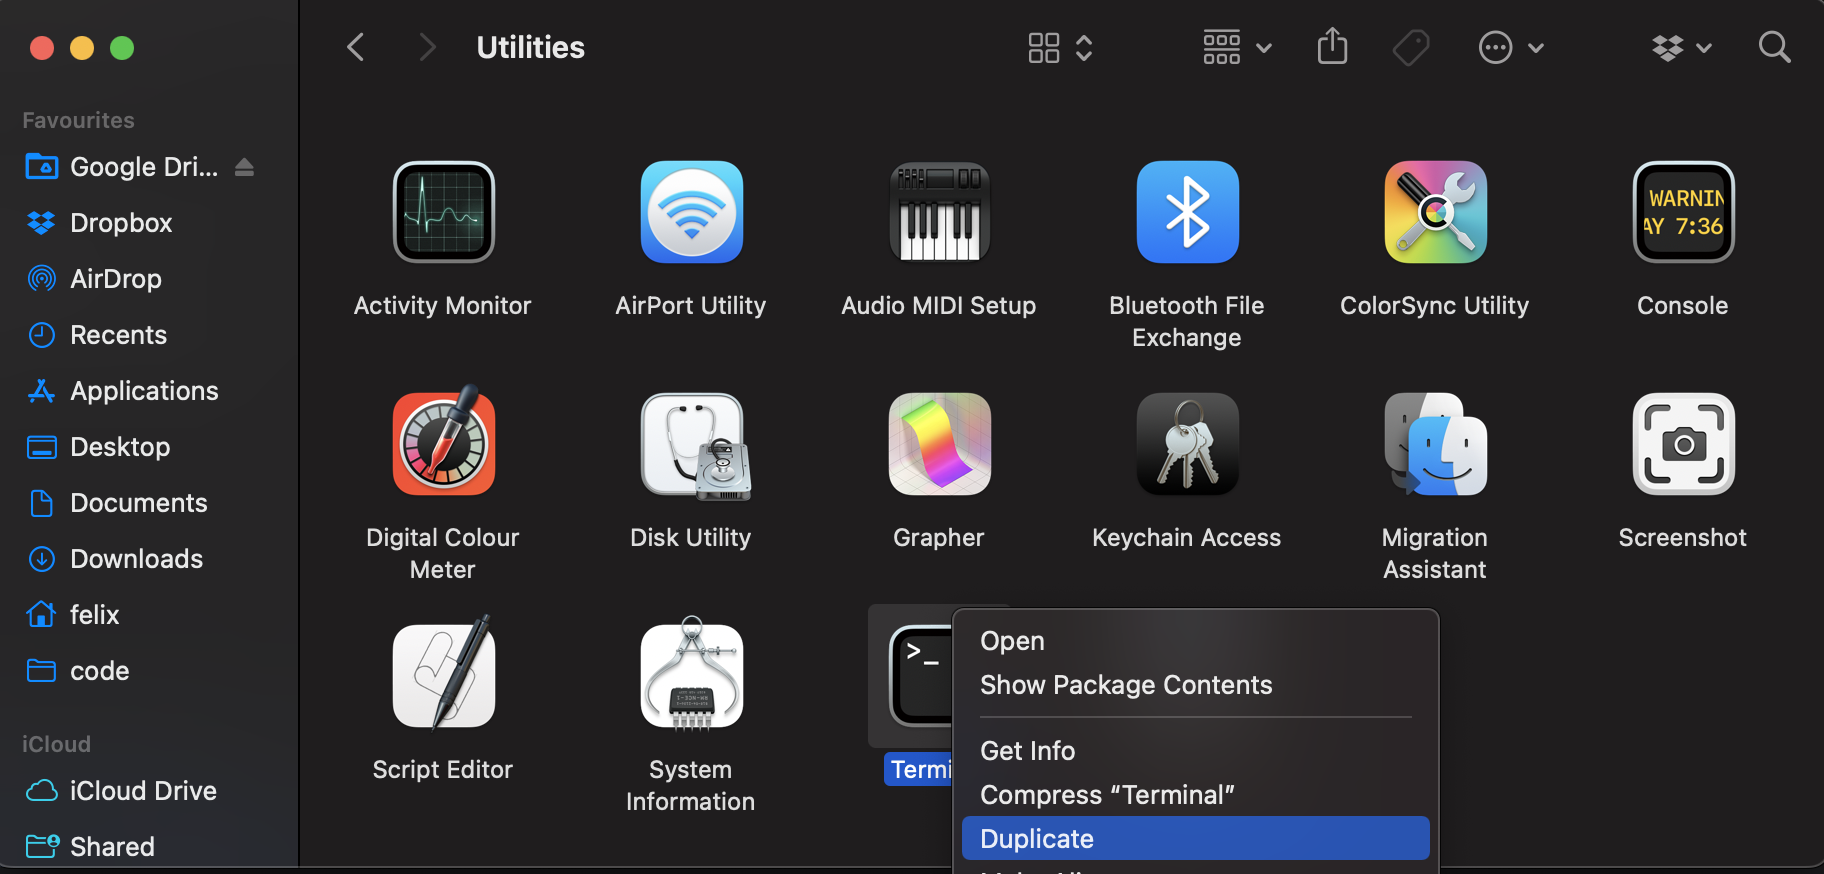 Utilities
Favourites
Google Dri...
Dropbox
AirDrop
Recents
Applications
Desktop
Documents
Downloads
felix
code
iCloud
iCloud Drive
Shared
WARNIN
AY 7:36
Activity Monitor
AirPort Utility
Audio MIDI Setup
Bluetooth File
Exchange
ColorSync Utility
Console
Digital Colour
Meter
Disk Utility
Grapher
Keychain Access
Migration
Assistant
Screenshot
>_
Script Editor
System
Information
Termi
Open
Show Package Contents
Get Info
Compress “Terminal”
Duplicate